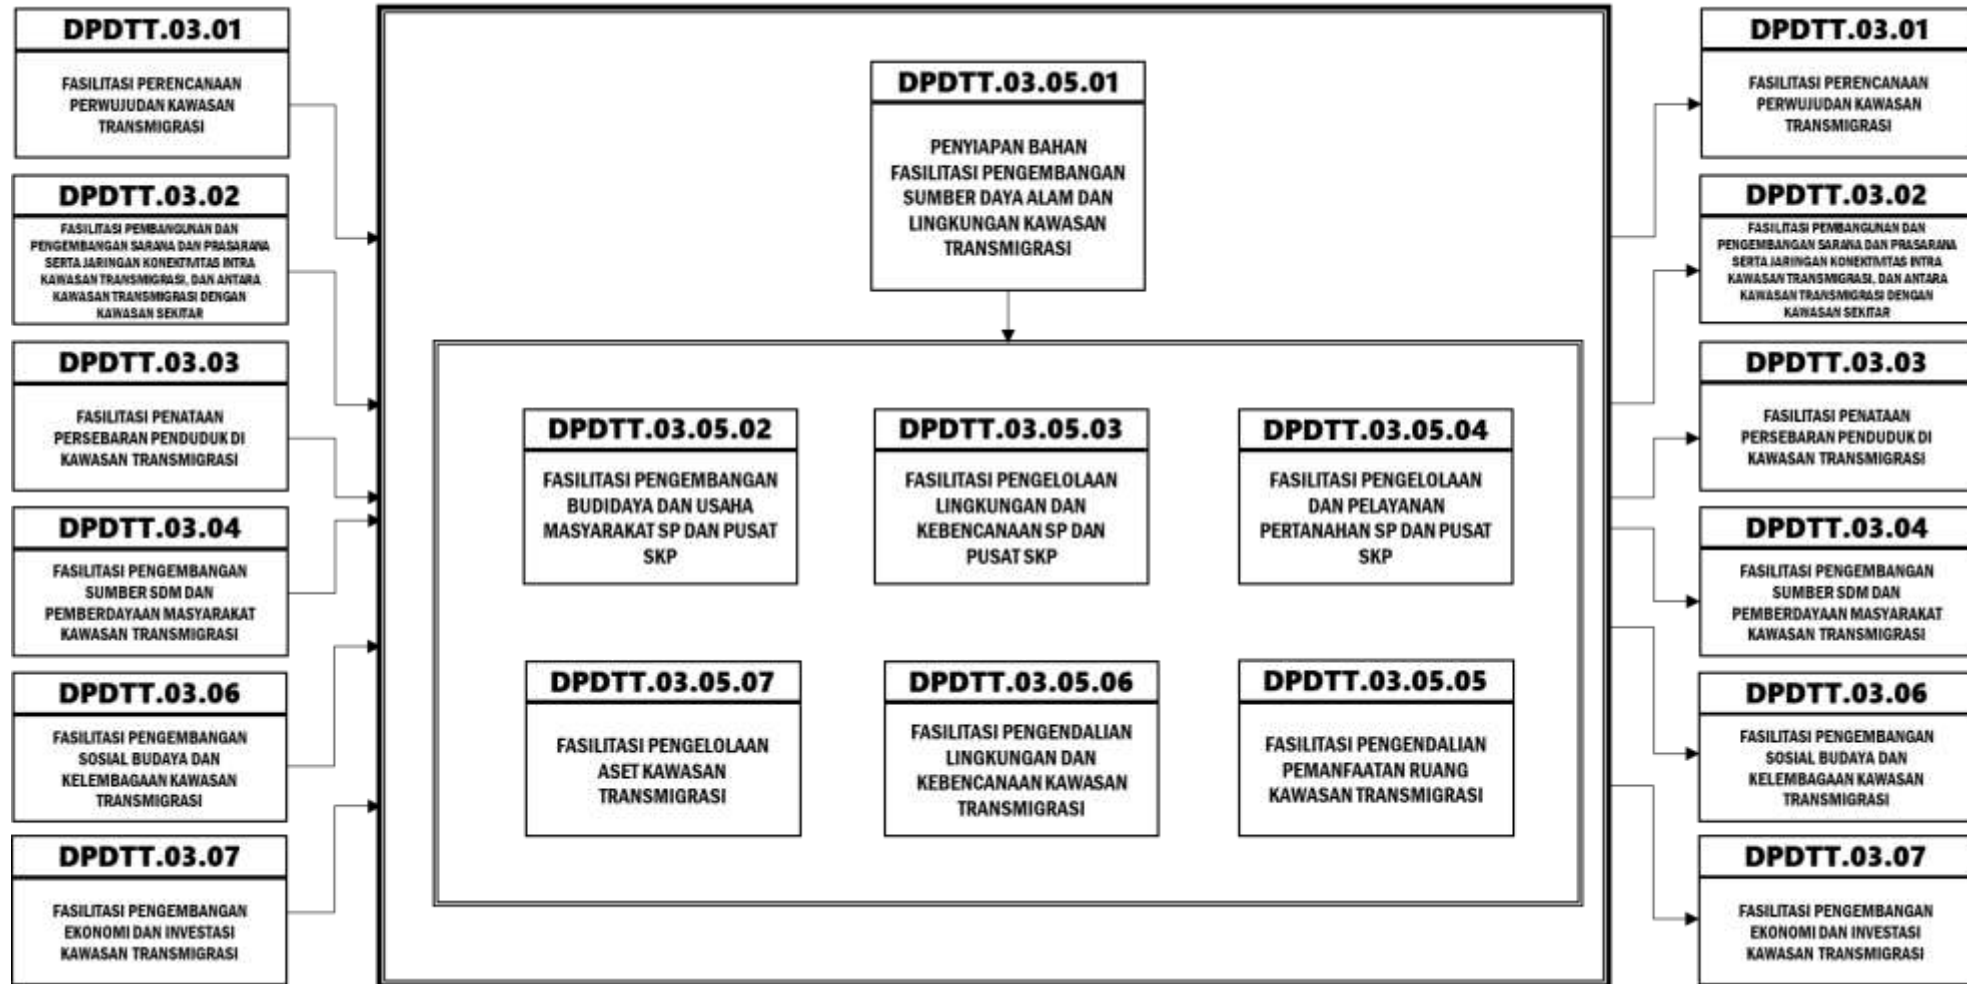 DPDTT.03.01
FASILITASI PERENCANAAN
PERWUJUDAN KAWASAN
TRANSMIGRASI
DPDTT.03.02
FASILITASI PEMBANGUNAN DAN
PENGEMBANGAN SARANA DAN PRASARANA
SERTA JARINGAN KONEKTIVITAS INTRA
KAWASAN TRANSMIGRASI, DAN ANTARA
KAWASAN TRANSMIGRASI DENGAN
KAWASAN SEKITAR
DPDTT.03.03
FASILITASI PENATAAN
PERSEBARAN PENDUDUK DI
KAWASAN TRANSMIGRASI
DPDTT.03.04
FASILITASI PENGEMBANGAN
SUMBER SDM DAN
PEMBERDAYAAN MASYARAKAT
KAWASAN TRANSMIGRASI
DPDTT.03.06
FASILITASI PENGEMBANGAN
SOSIAL BUDAYA DAN
KELEMBAGAAN KAWASAN
TRANSMIGRASI
DPDTT.03.07
FASILITASI PENGEMBANGAN
EKONOMI DAN INVESTASI
KAWASAN TRANSMIGRASI
DPDTT.03.05.01
PENYIAPAN BAHAN
FASILITASI PENGEMBANGAN
SUMBER DAYA ALAM DAN
LINGKUNGAN KAWASAN
TRANSMIGRASI
DPDTT.03.05.02
FASILITASI PENGEMBANGAN
BUDIDAYA DAN USAHA
MASYARAKAT SP DAN PUSAT
SKP
DPDTT.03.05.03
FASILITASI PENGELOLAAN
LINGKUNGAN DAN
KEBENCANAAN SP DAN
PUSAT SKP
DPDTT.03.05.04
FASILITASI PENGELOLAAN
DAN PELAYANAN
PERTANAHAN SP DAN PUSAT
SKP
DPDTT.03.05.07
FASILITASI PENGELOLAAN
ASET KAWASAN
TRANSMIGRASI
DPDTT.03.05.06
FASILITASI PENGENDALIAN
LINGKUNGAN DAN
KEBENCANAAN KAWASAN
TRANSMIGRASI
DPDTT.03.05.05
FASILITASI PENGENDALIAN
PEMANFAATAN RUANG
KAWASAN TRANSMIGRASI
DPDTT.03.01
FASILITASI PERENCANAAN
PERWUJUDAN KAWASAN
TRANSMIGRASI
DPDTT.03.02
FASILITASI PEMBANGUNAN DAN
PENGEMBANGAN SARANA DAN PRASARANA
SERTA JARINGAN KONEKTIVITAS INTRA
KAWASAN TRANSMIGRASI, DAN ANTARA
KAWASAN TRANSMIGRASI DENGAN
KAWASAN SEKITAR
DPDTT.03.03
FASILITASI PENATAAN
PERSEBARAN PENDUDUK DI
KAWASAN TRANSMIGRASI
DPDTT.03.04
FASILITASI PENGEMBANGAN
SUMBER SDM DAN
PEMBERDAYAAN MASYARAKAT
KAWASAN TRANSMIGRASI
DPDTT.03.06
FASILITASI PENGEMBANGAN
SOSIAL BUDAYA DAN
KELEMBAGAAN KAWASAN
TRANSMIGRASI
DPDTT.03.07
FASILITASI PENGEMBANGAN
EKONOMI DAN INVESTASI
KAWASAN TRANSMIGRASI